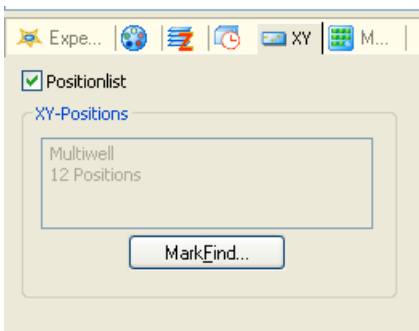 Expe... XY M...
Positionlist
XY-Positions
Multiwell
12 Positions
MarkFind...